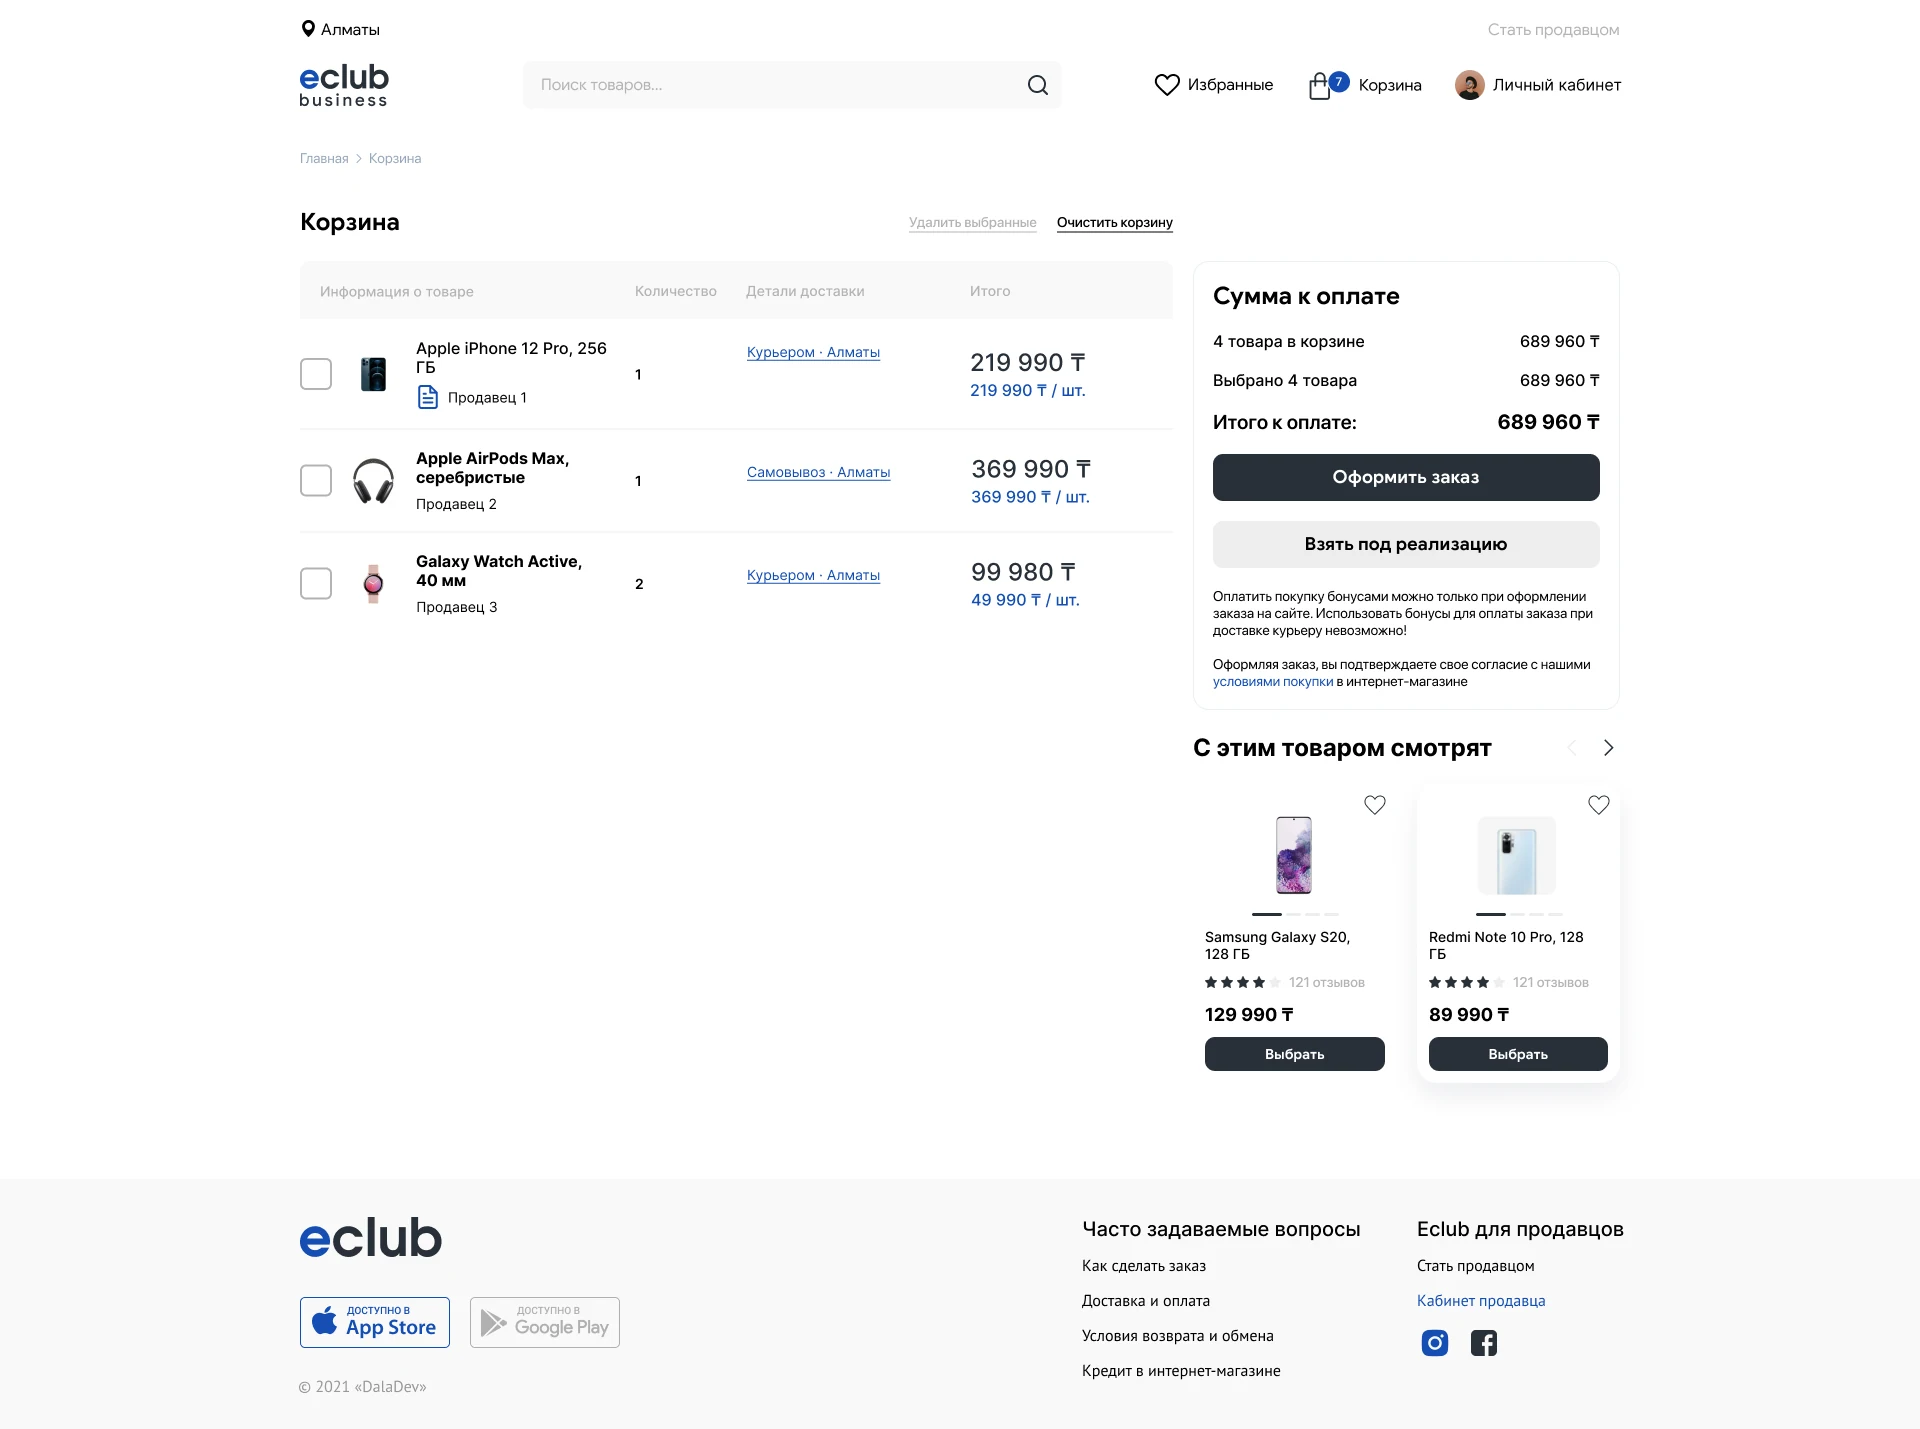 Алматы
Стать продавцом
eclub
business
Поиск товаров...
Избранные
7
Корзина
Личный кабинет
Главная
Корзина
Корзина
Удалить выбранные
Очистить корзину
Информация о товаре
Количество
Детали доставки
Итого
Apple iPhone 12 Pro, 256
ГБ
Продавец 1
1
Курьером · Алматы
219 990 ₸
219 990 ₸ / шт.
Apple AirPods Max,
серебристые
Продавец 2
1
Самовывоз · Алматы
369 990 ₸
369 990 ₸ / шт.
Galaxy Watch Active,
40 мм
Продавец 3
2
Курьером · Алматы
99 980 ₸
49 990 ₸ / шт.
Сумма к оплате
4 товара в корзине
689 960 ₸
Выбрано 4 товара
689 960 ₸
Итого к оплате:
689 960 ₸
Оформить заказ
Взять под реализацию
Оплатить покупку бонусами можно только при оформлении
заказа на сайте. Использовать бонусы для оплаты заказа при
доставке курьеру невозможно!
Оформляя заказ, вы подтверждаете свое согласие с нашими
условиями покупки в интернет-магазине
С этим товаром смотрят
Samsung Galaxy S20,
128 ГБ
121 отзывов
129 990 ₸
Выбрать
Redmi Note 10 Pro, 128
ГБ
121 отзывов
89 990 ₸
Выбрать
eclub
ДОСТУПНО В
App Store
ДОСТУПНО В
Google Play
© 2021 «DalaDev»
Часто задаваемые вопросы
Как сделать заказ
Доставка и оплата
Условия возврата и обмена
Кредит в интернет-магазине
Eclub для продавцов
Стать продавцом
Кабинет продавца